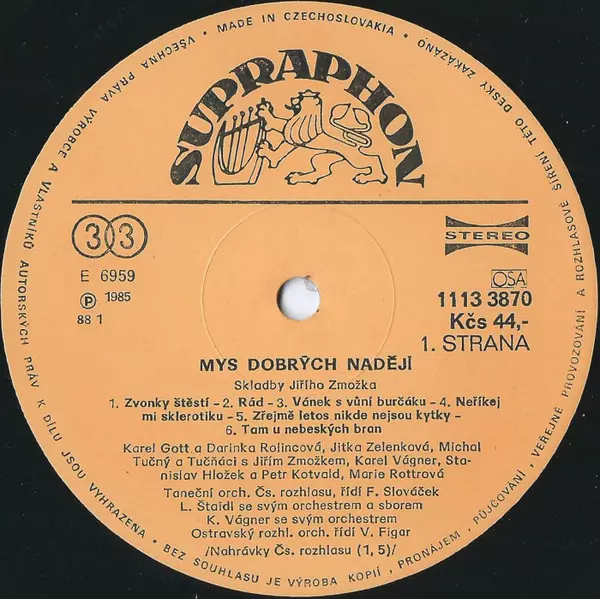 VŠECHNA PRÁVA VÝROBCE A VLASTNÍKŮ AUTORSKÝCH PRÁV K DÍLU JSOU VYHRAZENA • BEZ SOUHLASU JE VÝROBA KOPIÍ, PRONÁJEM, PŮJČOVÁNÍ, VEŘEJNÉ PROVOZOVÁNÍ A ROZHLASOVÉ ŠÍŘENÍ TÉTO DESKY ZAKÁZÁNO • MADE IN CZECHOSLOVAKIA •
SUPRAPHON
33
STEREO
E 6959
Ⓟ 1985
88 1
OSA
1113 3870
Kčs 44,-
1. STRANA
MYS DOBRÝCH NADĚJÍ
Skladby Jiřího Zmožka
1. Zvonky štěstí – 2. Rád – 3. Vánek s vůní burčáku – 4. Neříkej
mi sklerotiku – 5. Zřejmě letos nikde nejsou kytky –
6. Tam u nebeských bran
Karel Gott a Darinka Rolincová, Jitka Zelenková, Michal
Tučný a Tučňáci s Jiřím Zmožkem, Karel Vágner, Sta-
nislav Hložek a Petr Kotvald, Marie Rottrová
Taneční orch. Čs. rozhlasu, řídí F. Slováček
L. Štaidl se svým orchestrem a sborem
K. Vágner se svým orchestrem
Ostravský rozhl. orch. řídí V. Figar
/Nahrávky Čs. rozhlasu (1, 5)/